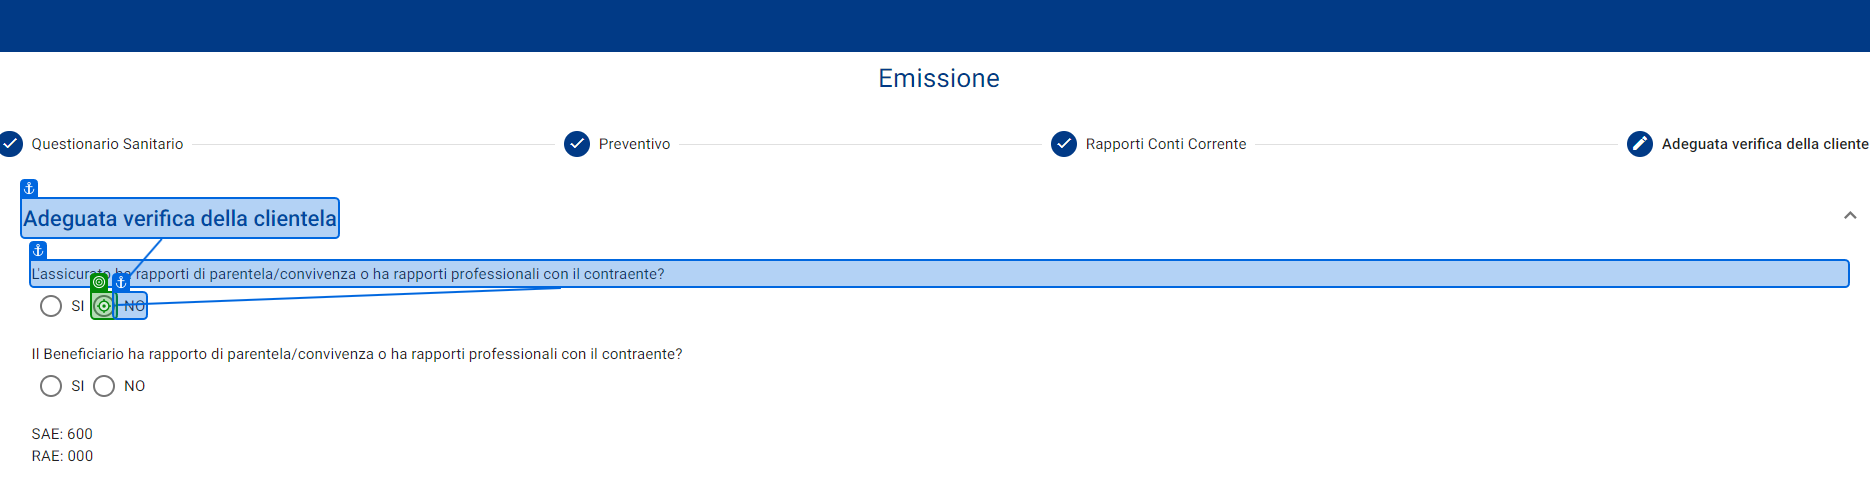 Emissione
Questionario Sanitario Preventivo Rapporti Conti Corrente Adeguata verifica della cliente
Adeguata verifica della clientela
L'assicurato ha rapporti di parentela/convivenza o ha rapporti professionali con il contraente?
SI NO
Il Beneficiario ha rapporto di parentela/convivenza o ha rapporti professionali con il contraente?
SI NO
SAE: 600
RAE: 000